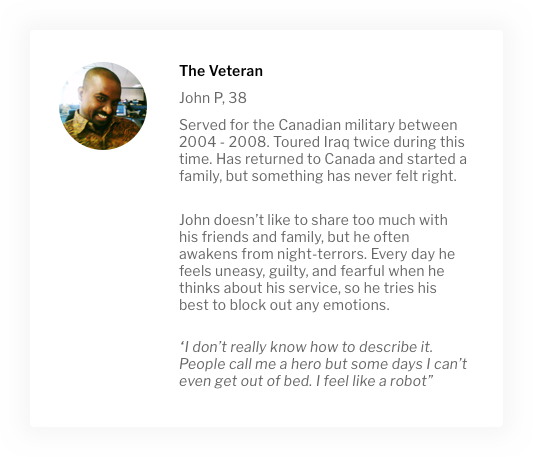 The Veteran
John P, 38
Served for the Canadian military between
2004 - 2008. Toured Iraq twice during this
time. Has returned to Canada and started a
family, but something has never felt right.
John doesn’t like to share too much with
his friends and family, but he often
awakens from night-terrors. Every day he
feels uneasy, guilty, and fearful when he
thinks about his service, so he tries his
best to block out any emotions.
‘I don’t really know how to describe it.
People call me a hero but some days I can’t
even get out of bed. I feel like a robot”